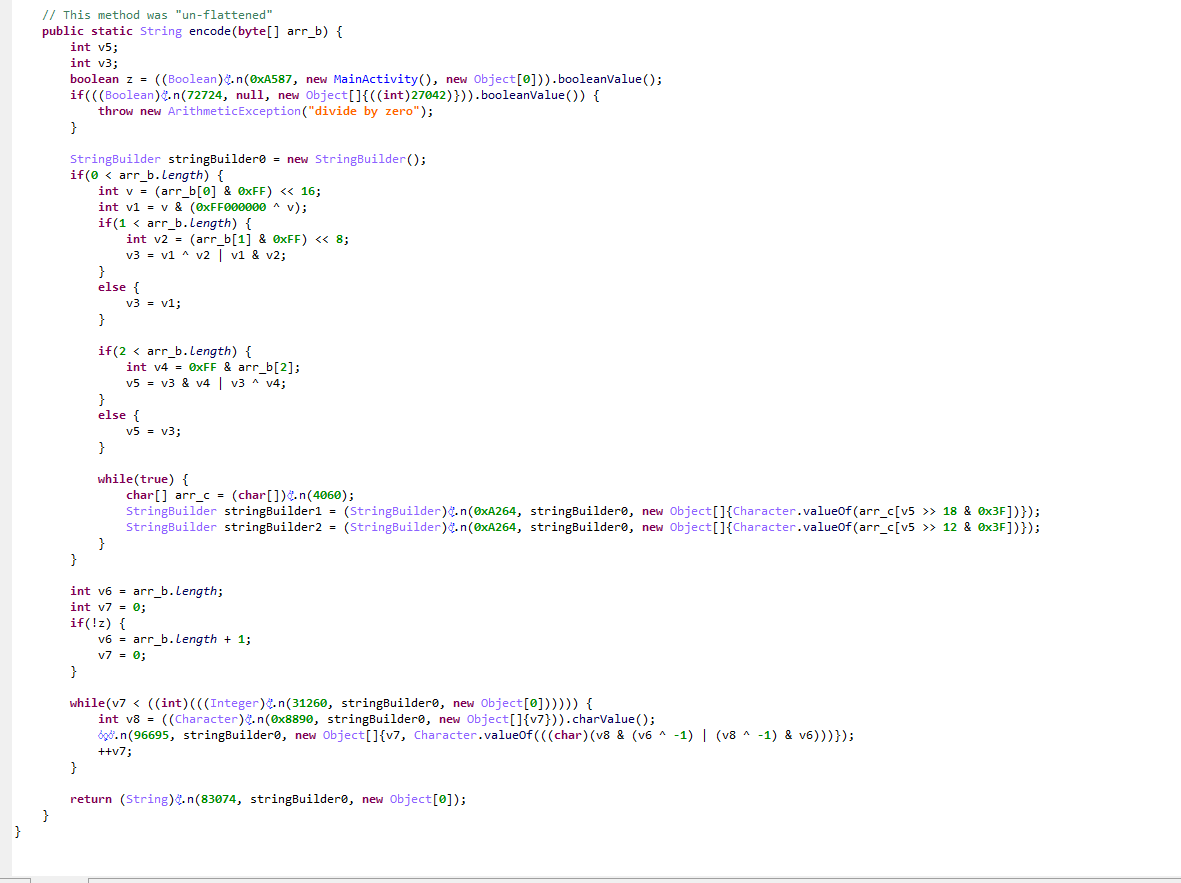 // This method was "un-flattened"
public static String encode(byte[] arr_b) {
int v5;
int v3;
boolean z = ((Boolean).n(0xA587, new MainActivity(), new Object[0])).booleanValue();
if(((Boolean).n(72724, null, new Object[]{((int)27042)})).booleanValue()) {
throw new ArithmeticException("divide by zero");
}
StringBuilder stringBuilder0 = new StringBuilder();
if(0 < arr_b.length) {
int v = (arr_b[0] & 0xFF) << 16;
int v1 = v & (0xFF000000 ^ v);
if(1 < arr_b.length) {
int v2 = (arr_b[1] & 0xFF) << 8;
v3 = v1 ^ v2 | v1 & v2;
}
else {
v3 = v1;
}
if(2 < arr_b.length) {
int v4 = 0xFF & arr_b[2];
v5 = v3 & v4 | v3 ^ v4;
}
else {
v5 = v3;
}
while(true) {
char[] arr_c = (char[]).n(4060);
StringBuilder stringBuilder1 = (StringBuilder).n(0xA264, stringBuilder0, new Object[]{Character.valueOf(arr_c[v5 >> 18 & 0x3F])});
StringBuilder stringBuilder2 = (StringBuilder).n(0xA264, stringBuilder0, new Object[]{Character.valueOf(arr_c[v5 >> 12 & 0x3F])});
}
}
int v6 = arr_b.length;
int v7 = 0;
if(!z) {
v6 = arr_b.length + 1;
v7 = 0;
}
while(v7 < ((int)(((Integer).n(31260, stringBuilder0, new Object[0]))))) {
int v8 = ((Character).n(0x8890, stringBuilder0, new Object[]{v7})).charValue();
.n(96695, stringBuilder0, new Object[]{v7, Character.valueOf(((char)(v8 & (v6 ^ -1) | (v8 ^ -1) & v6)))});
++v7;
}
return (String).n(83074, stringBuilder0, new Object[0]);
}
}